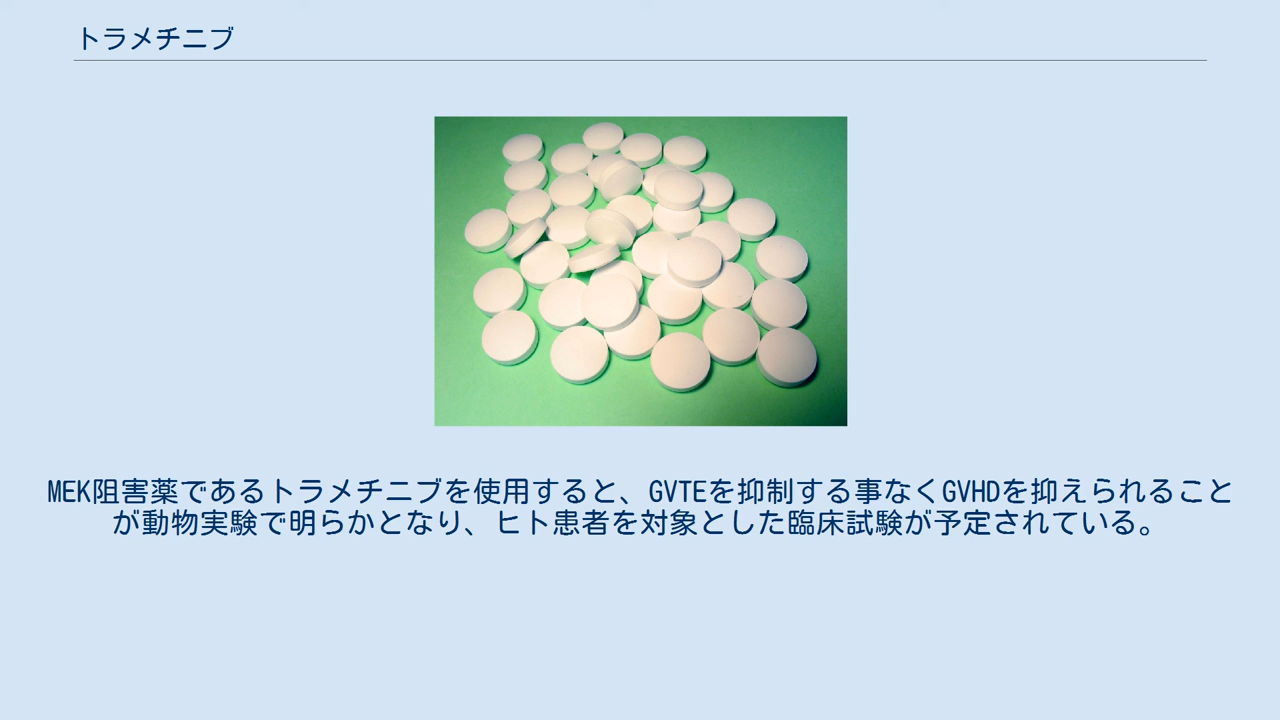 トラメチニブ
MEK阻害薬であるトラメチニブを使用すると、GVTEを抑制する事なくGVHDを抑えられること
が動物実験で明らかとなり、ヒト患者を対象とした臨床試験が予定されている。